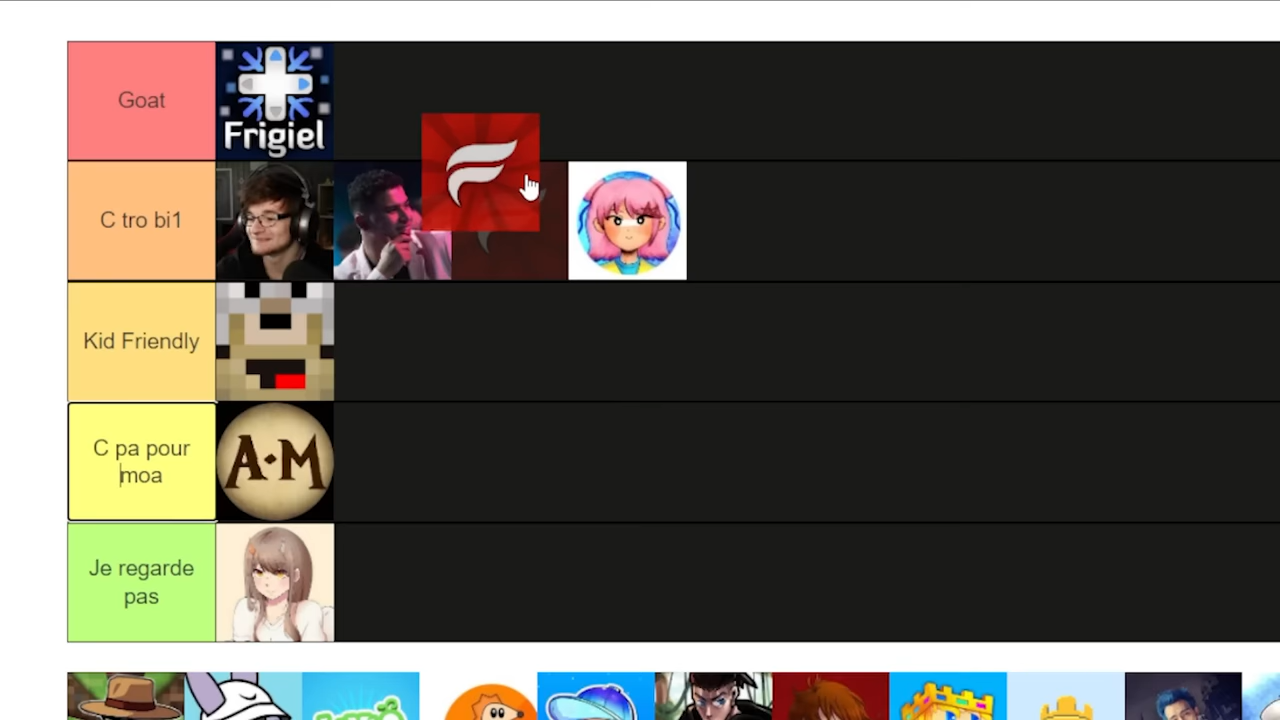 Goat
Frigiel
C tro bi1
Kid Friendly
C pa pour
moa
A·M
Je regarde
pas